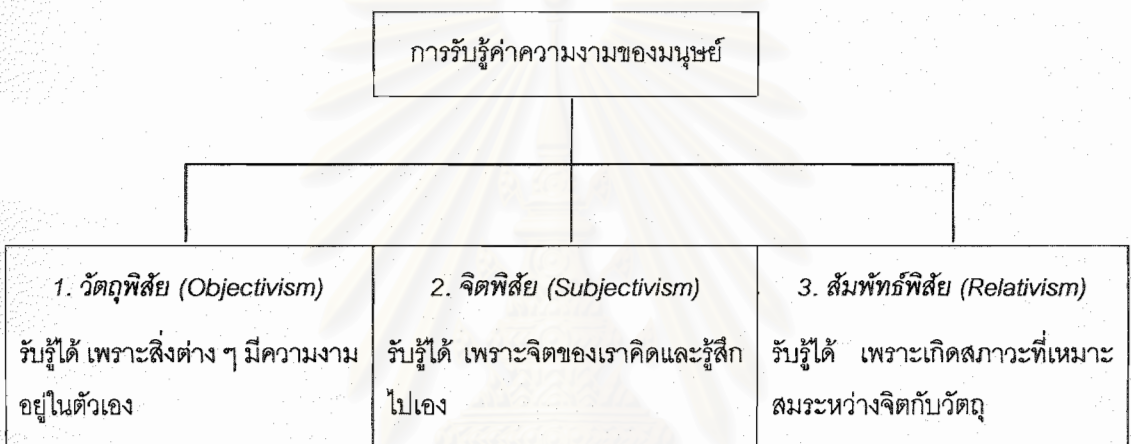 การรับรู้ค่าความงามของมนุษย์
1. วัตถุพิสัย (Objectivism)
รับรู้ได้ เพราะสิ่งต่าง ๆ มีความงาม
อยู่ในตัวเอง
2. จิตพิสัย (Subjectivism)
รับรู้ได้ เพราะจิตของเราคิดและรู้สึก
ไปเอง
3. สัมพัทธ์พิสัย (Relativism)
รับรู้ได้ เพราะเกิดสภาวะที่เหมาะ
สมระหว่างจิตกับวัตถุ